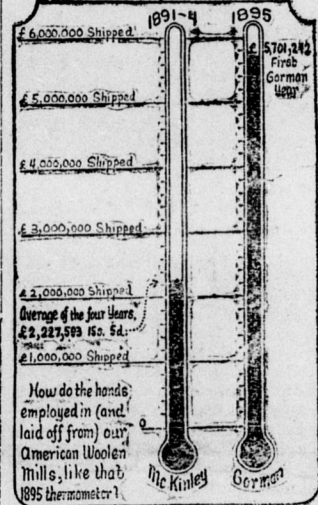 1891-4 1895
£6,000,000 Shipped
£ 5,701,242
First
Gorman
Year
£5,000,000 Shipped
£4,000,000 Shipped
£3,000,000 Shipped
£2,000,000 Shipped
Average of the four Years,
£2,227,593 15s. 5d.
£1,000,000 Shipped
0
How do the hands
employed in (and
laid off from) our
American Woolen
Mills, like that
1895 thermometer?
McKinley Gorman